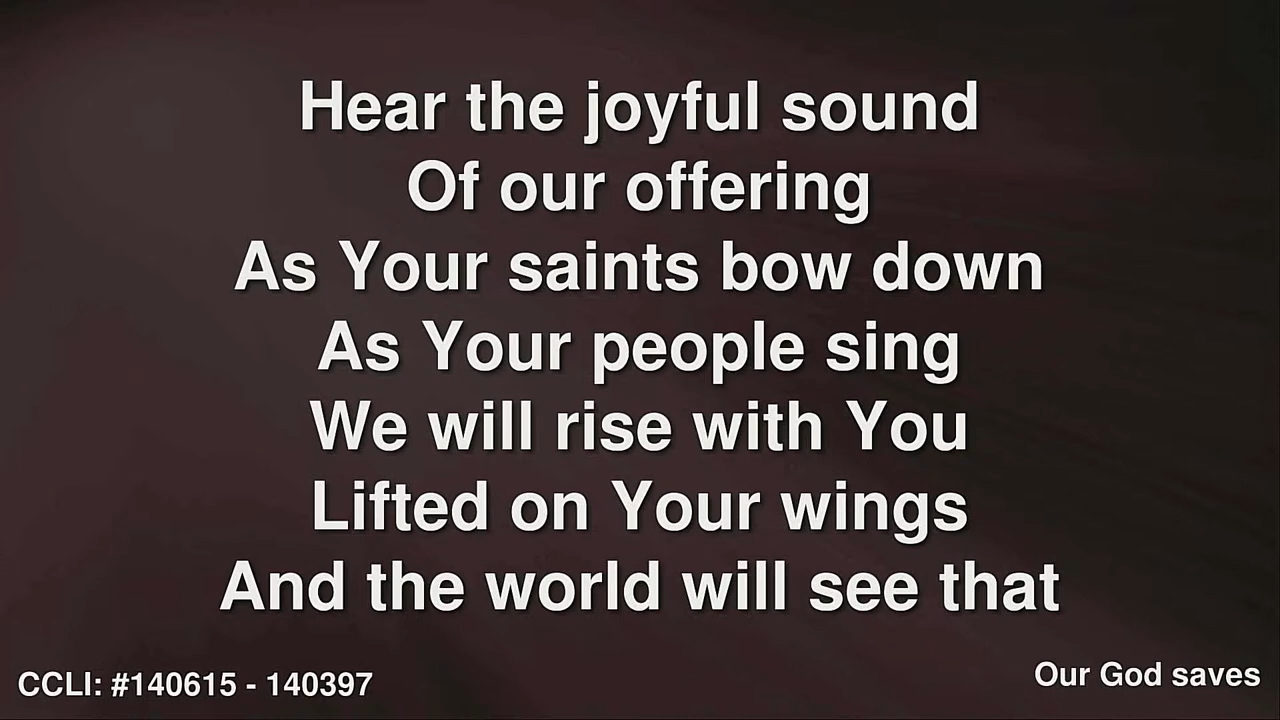 Hear the joyful sound
Of our offering
As Your saints bow down
As Your people sing
We will rise with You
Lifted on Your wings
And the world will see that
CCLI: #140615 - 140397
Our God saves